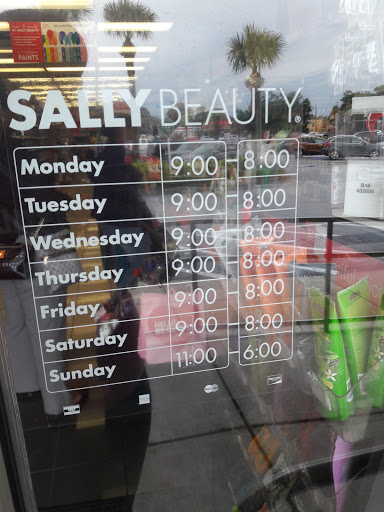 PAINTS
SALLY BEAUTY®
Monday 9:00 - 8:00
Tuesday 9:00 - 8:00
Wednesday 9:00 - 8:00
Thursday 9:00 - 8:00
Friday 9:00 - 8:00
Saturday 9:00 - 8:00
Sunday 11:00 - 6:00